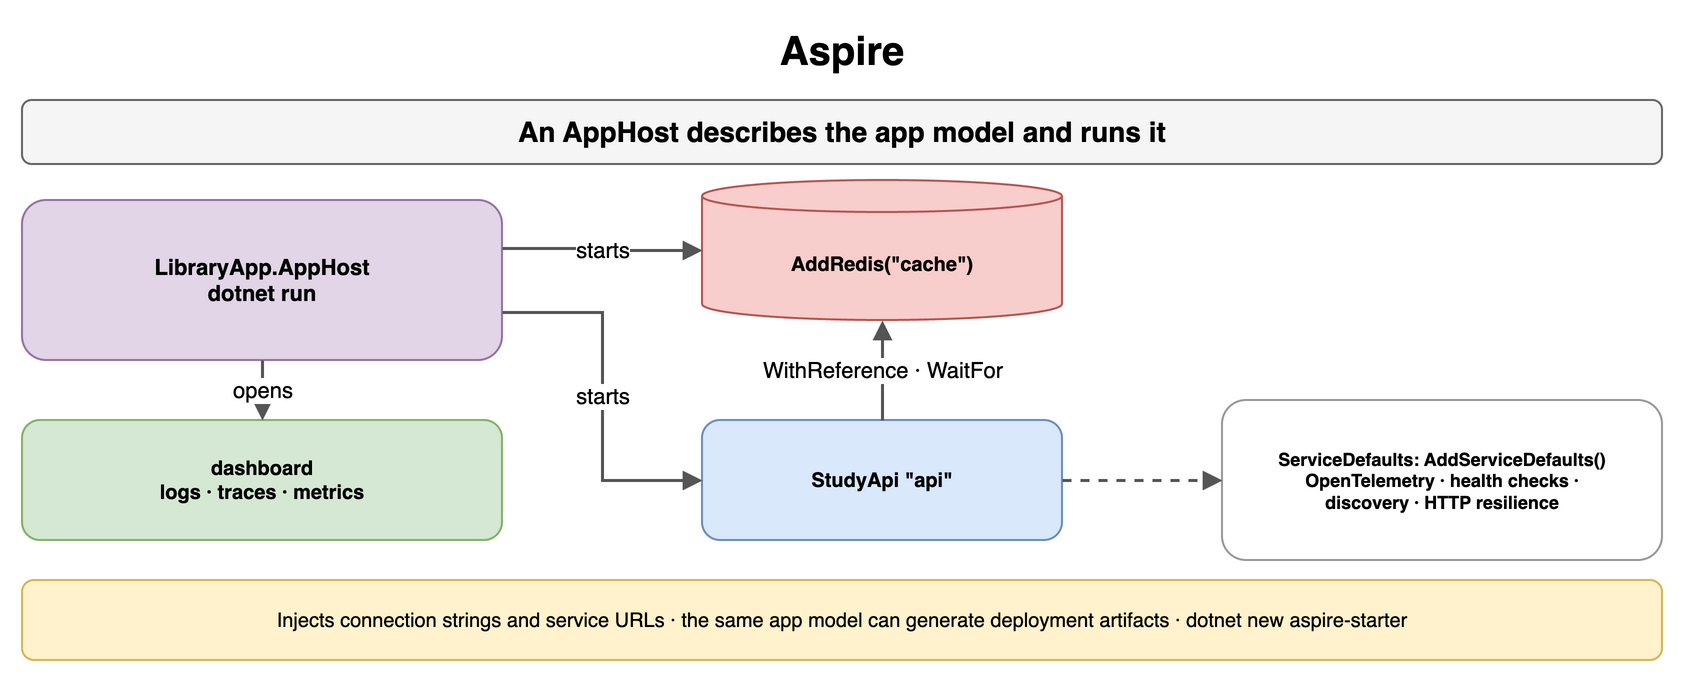 Aspire
An AppHost describes the app model and runs it
LibraryApp.AppHost
dotnet run
starts
AddRedis("cache")
opens
starts
WithReference · WaitFor
dashboard
logs · traces · metrics
StudyApi "api"
ServiceDefaults: AddServiceDefaults()
OpenTelemetry · health checks ·
discovery · HTTP resilience
Injects connection strings and service URLs · the same app model can generate deployment artifacts · dotnet new aspire-starter